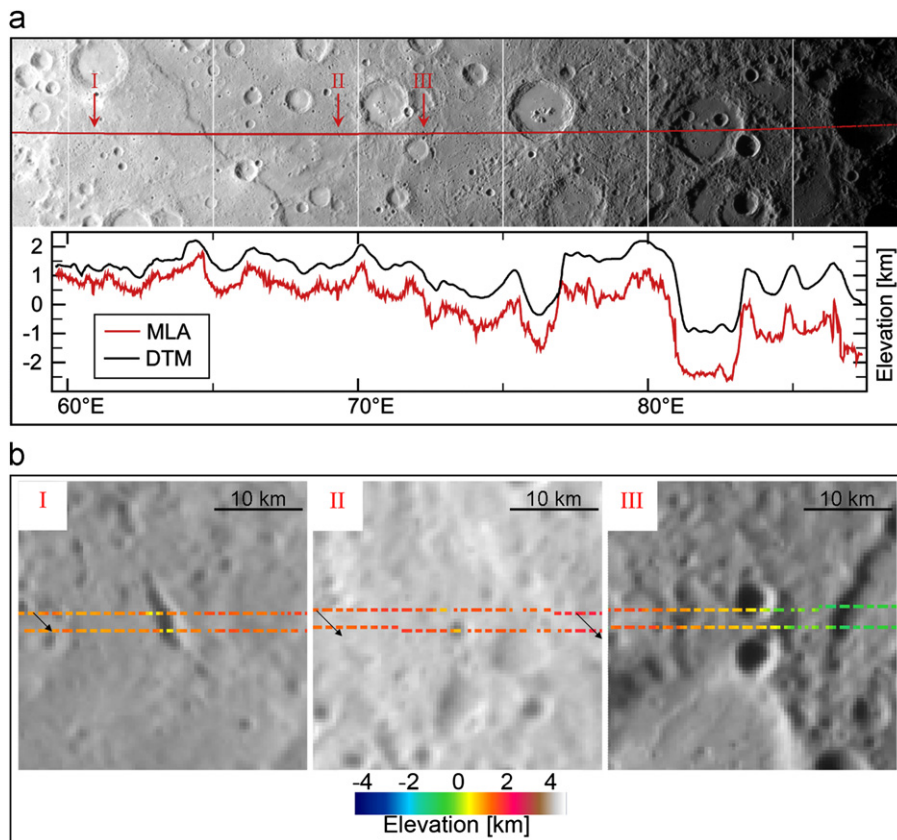 a
I II III
2
1
0
-1
-2
Elevation [km]
MLA
DTM
60°E 70°E 80°E
b
I 10 km II 10 km III 10 km
-4 -2 0 2 4
Elevation [km]